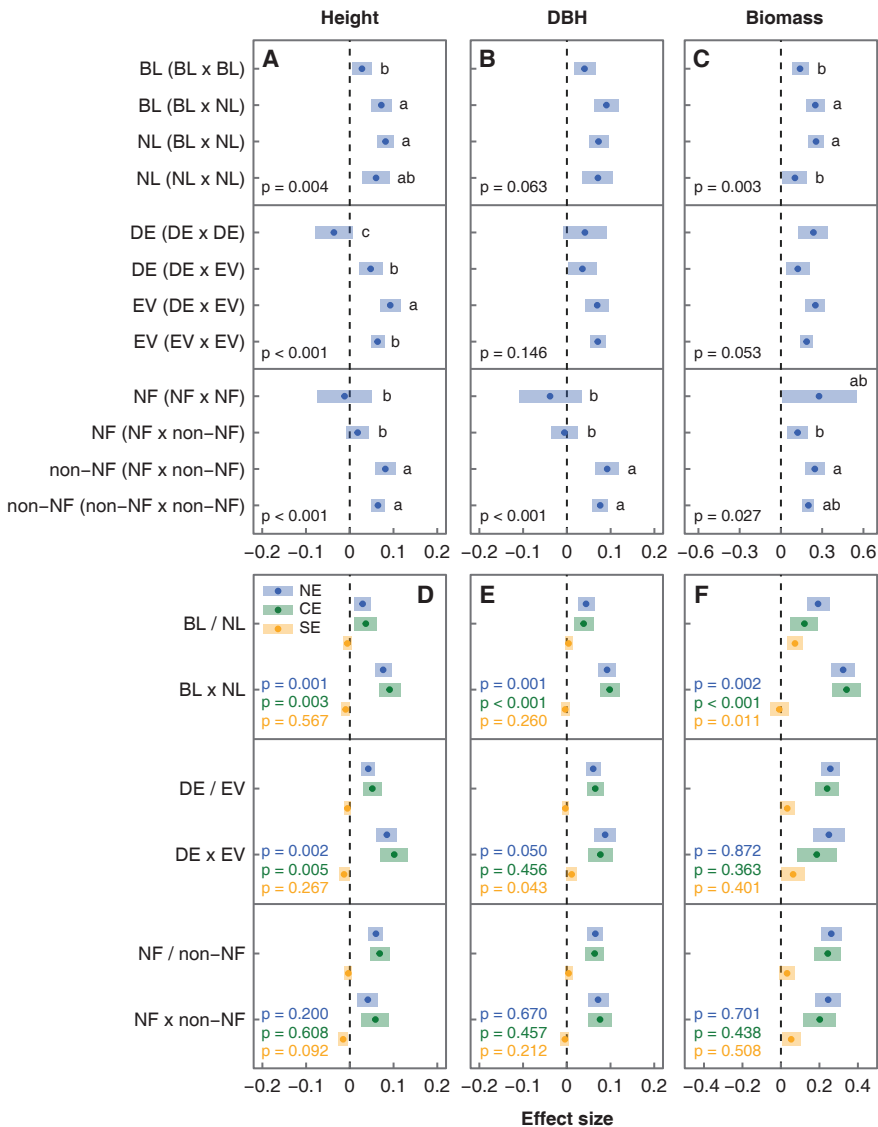 Height DBH Biomass
A B C
BL (BL x BL) b b
BL (BL x NL) a a
NL (BL x NL) a a
NL (NL x NL) ab b
p = 0.004 p = 0.063 p = 0.003
DE (DE x DE) c
DE (DE x EV) b
EV (DE x EV) a
EV (EV x EV) b
p < 0.001 p = 0.146 p = 0.053
NF (NF x NF) b b ab
NF (NF x non−NF) b b b
non−NF (NF x non−NF) a a a
non−NF (non−NF x non−NF) a a ab
p < 0.001 p < 0.001 p = 0.027
−0.2 −0.1 0 0.1 0.2 −0.2 −0.1 0 0.1 0.2 −0.6 −0.3 0 0.3 0.6
NE D E F
CE
SE
BL / NL
BL x NL
p = 0.001 p = 0.001 p = 0.002
p = 0.003 p < 0.001 p < 0.001
p = 0.567 p = 0.260 p = 0.011
DE / EV
DE x EV
p = 0.002 p = 0.050 p = 0.872
p = 0.005 p = 0.456 p = 0.363
p = 0.267 p = 0.043 p = 0.401
NF / non−NF
NF x non−NF
p = 0.200 p = 0.670 p = 0.701
p = 0.608 p = 0.457 p = 0.438
p = 0.092 p = 0.212 p = 0.508
−0.2 −0.1 0 0.1 0.2 −0.2 −0.1 0 0.1 0.2 −0.4 −0.2 0 0.2 0.4
Effect size